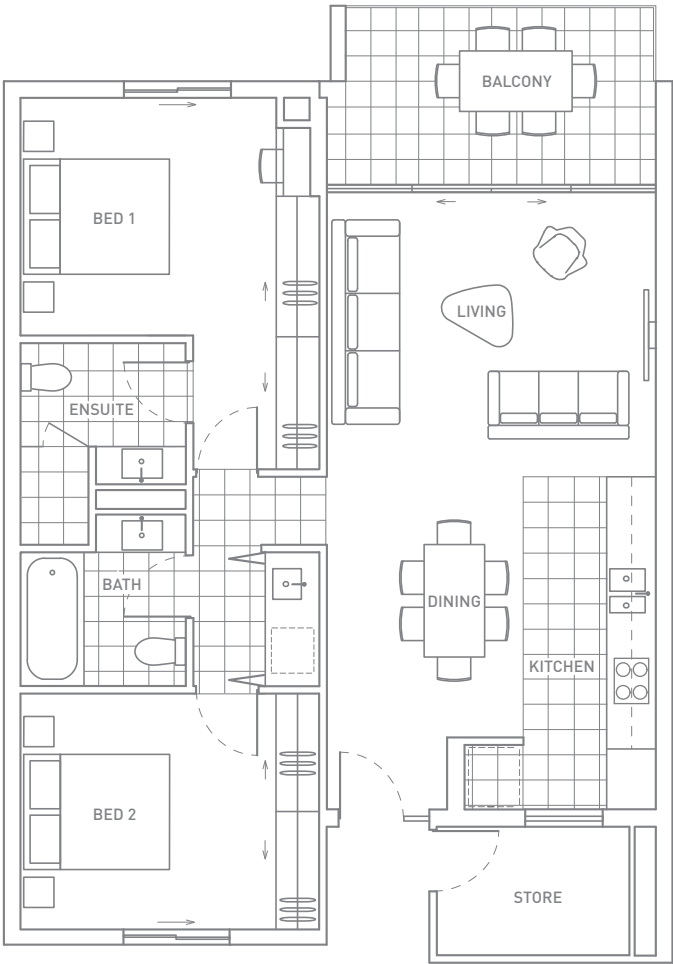 BALCONY
BED 1
LIVING
ENSUITE
BATH
DINING
KITCHEN
BED 2
STORE